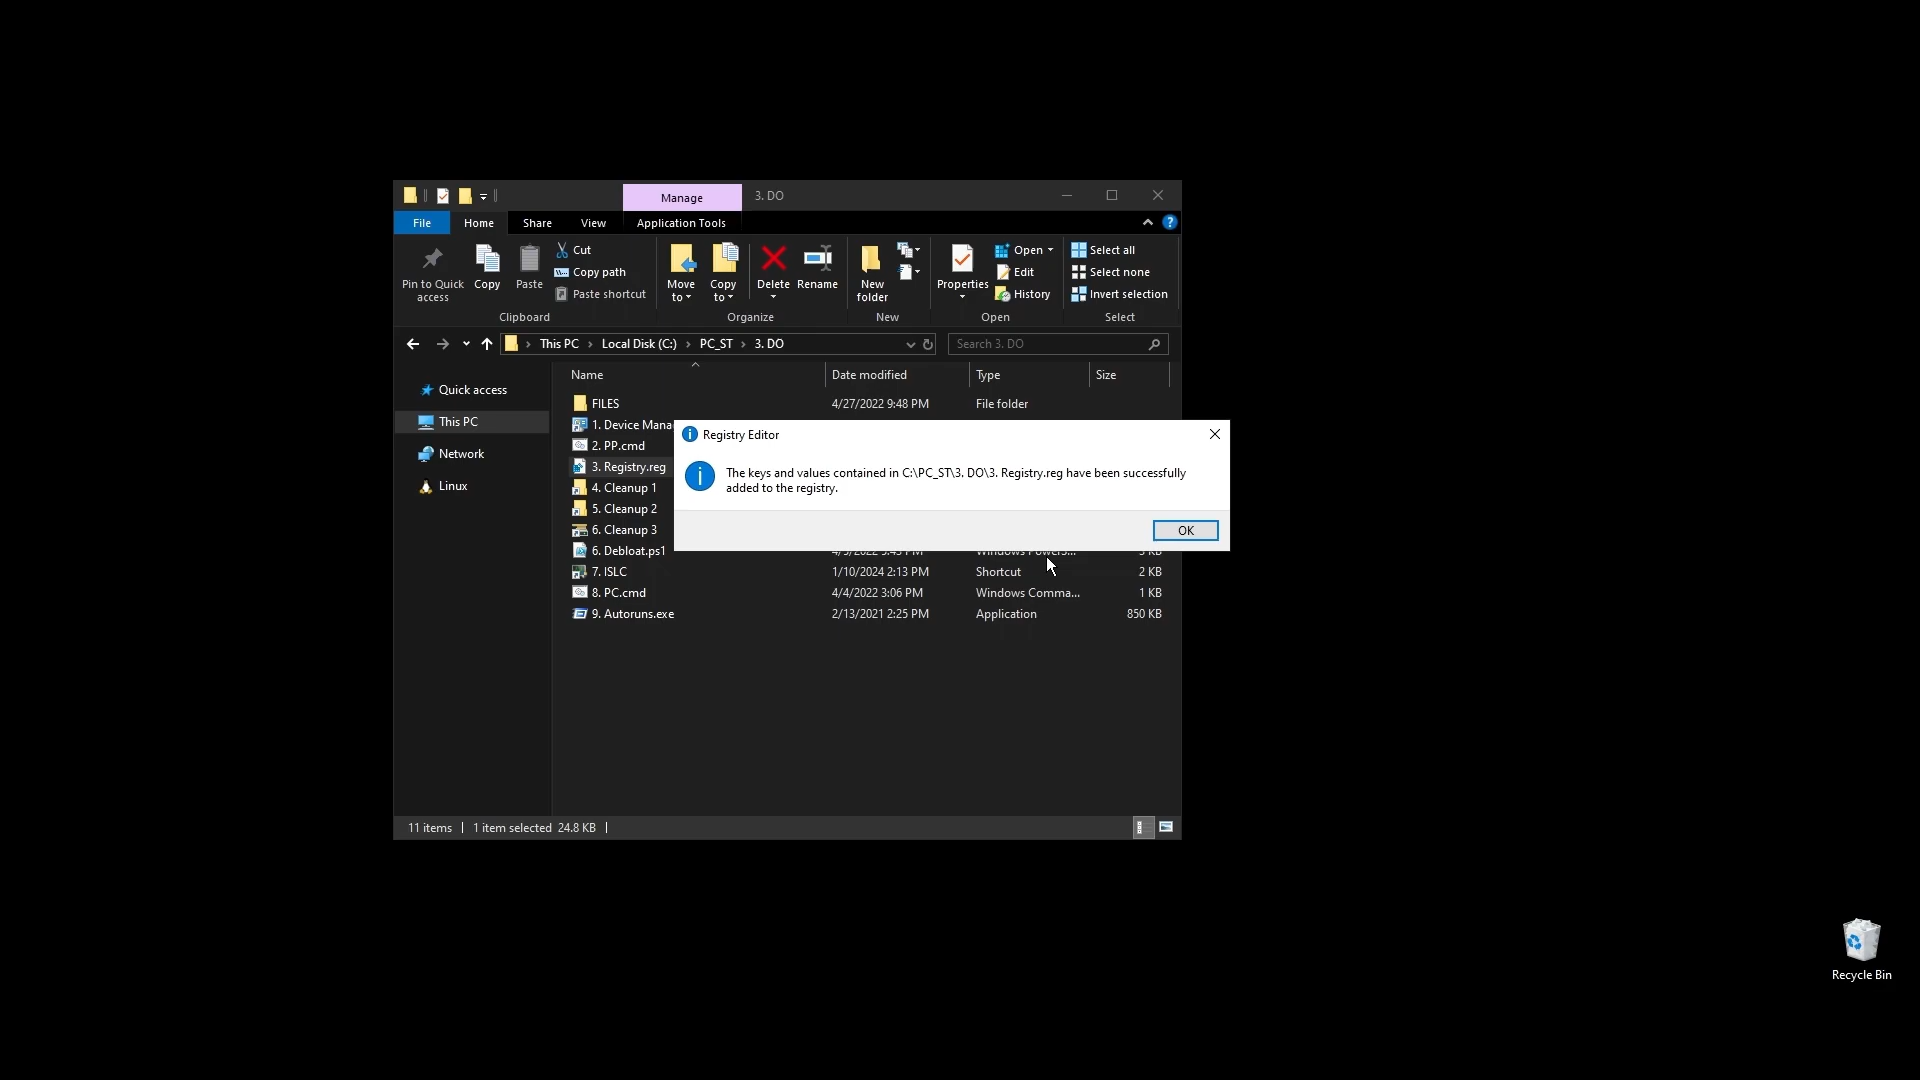 Manage
3. DO
File
Home
Share
View
Application Tools
Pin to Quick access
Copy
Paste
Cut
Copy path
Paste shortcut
Clipboard
Move to
Copy to
Delete
Rename
Organize
New folder
New
Properties
Open
Edit
History
Open
Select all
Select none
Invert selection
Select
This PC
Local Disk (C:)
PC_ST
3. DO
Search 3. DO
Quick access
This PC
Network
Linux
Name
Date modified
Type
Size
FILES 4/27/2022 9:48 PM File folder
1. Device Mana
2. PP.cmd
3. Registry.reg
4. Cleanup 1
5. Cleanup 2
6. Cleanup 3
6. Debloat.ps1
7. ISLC 1/10/2024 2:13 PM Shortcut 2 KB
8. PC.cmd 4/4/2022 3:06 PM Windows Comma... 1 KB
9. Autoruns.exe 2/13/2021 2:25 PM Application 850 KB
Registry Editor
The keys and values contained in C:\PC_ST\3. DO\3. Registry.reg have been successfully
added to the registry.
OK
11 items
1 item selected 24.8 KB
Recycle Bin